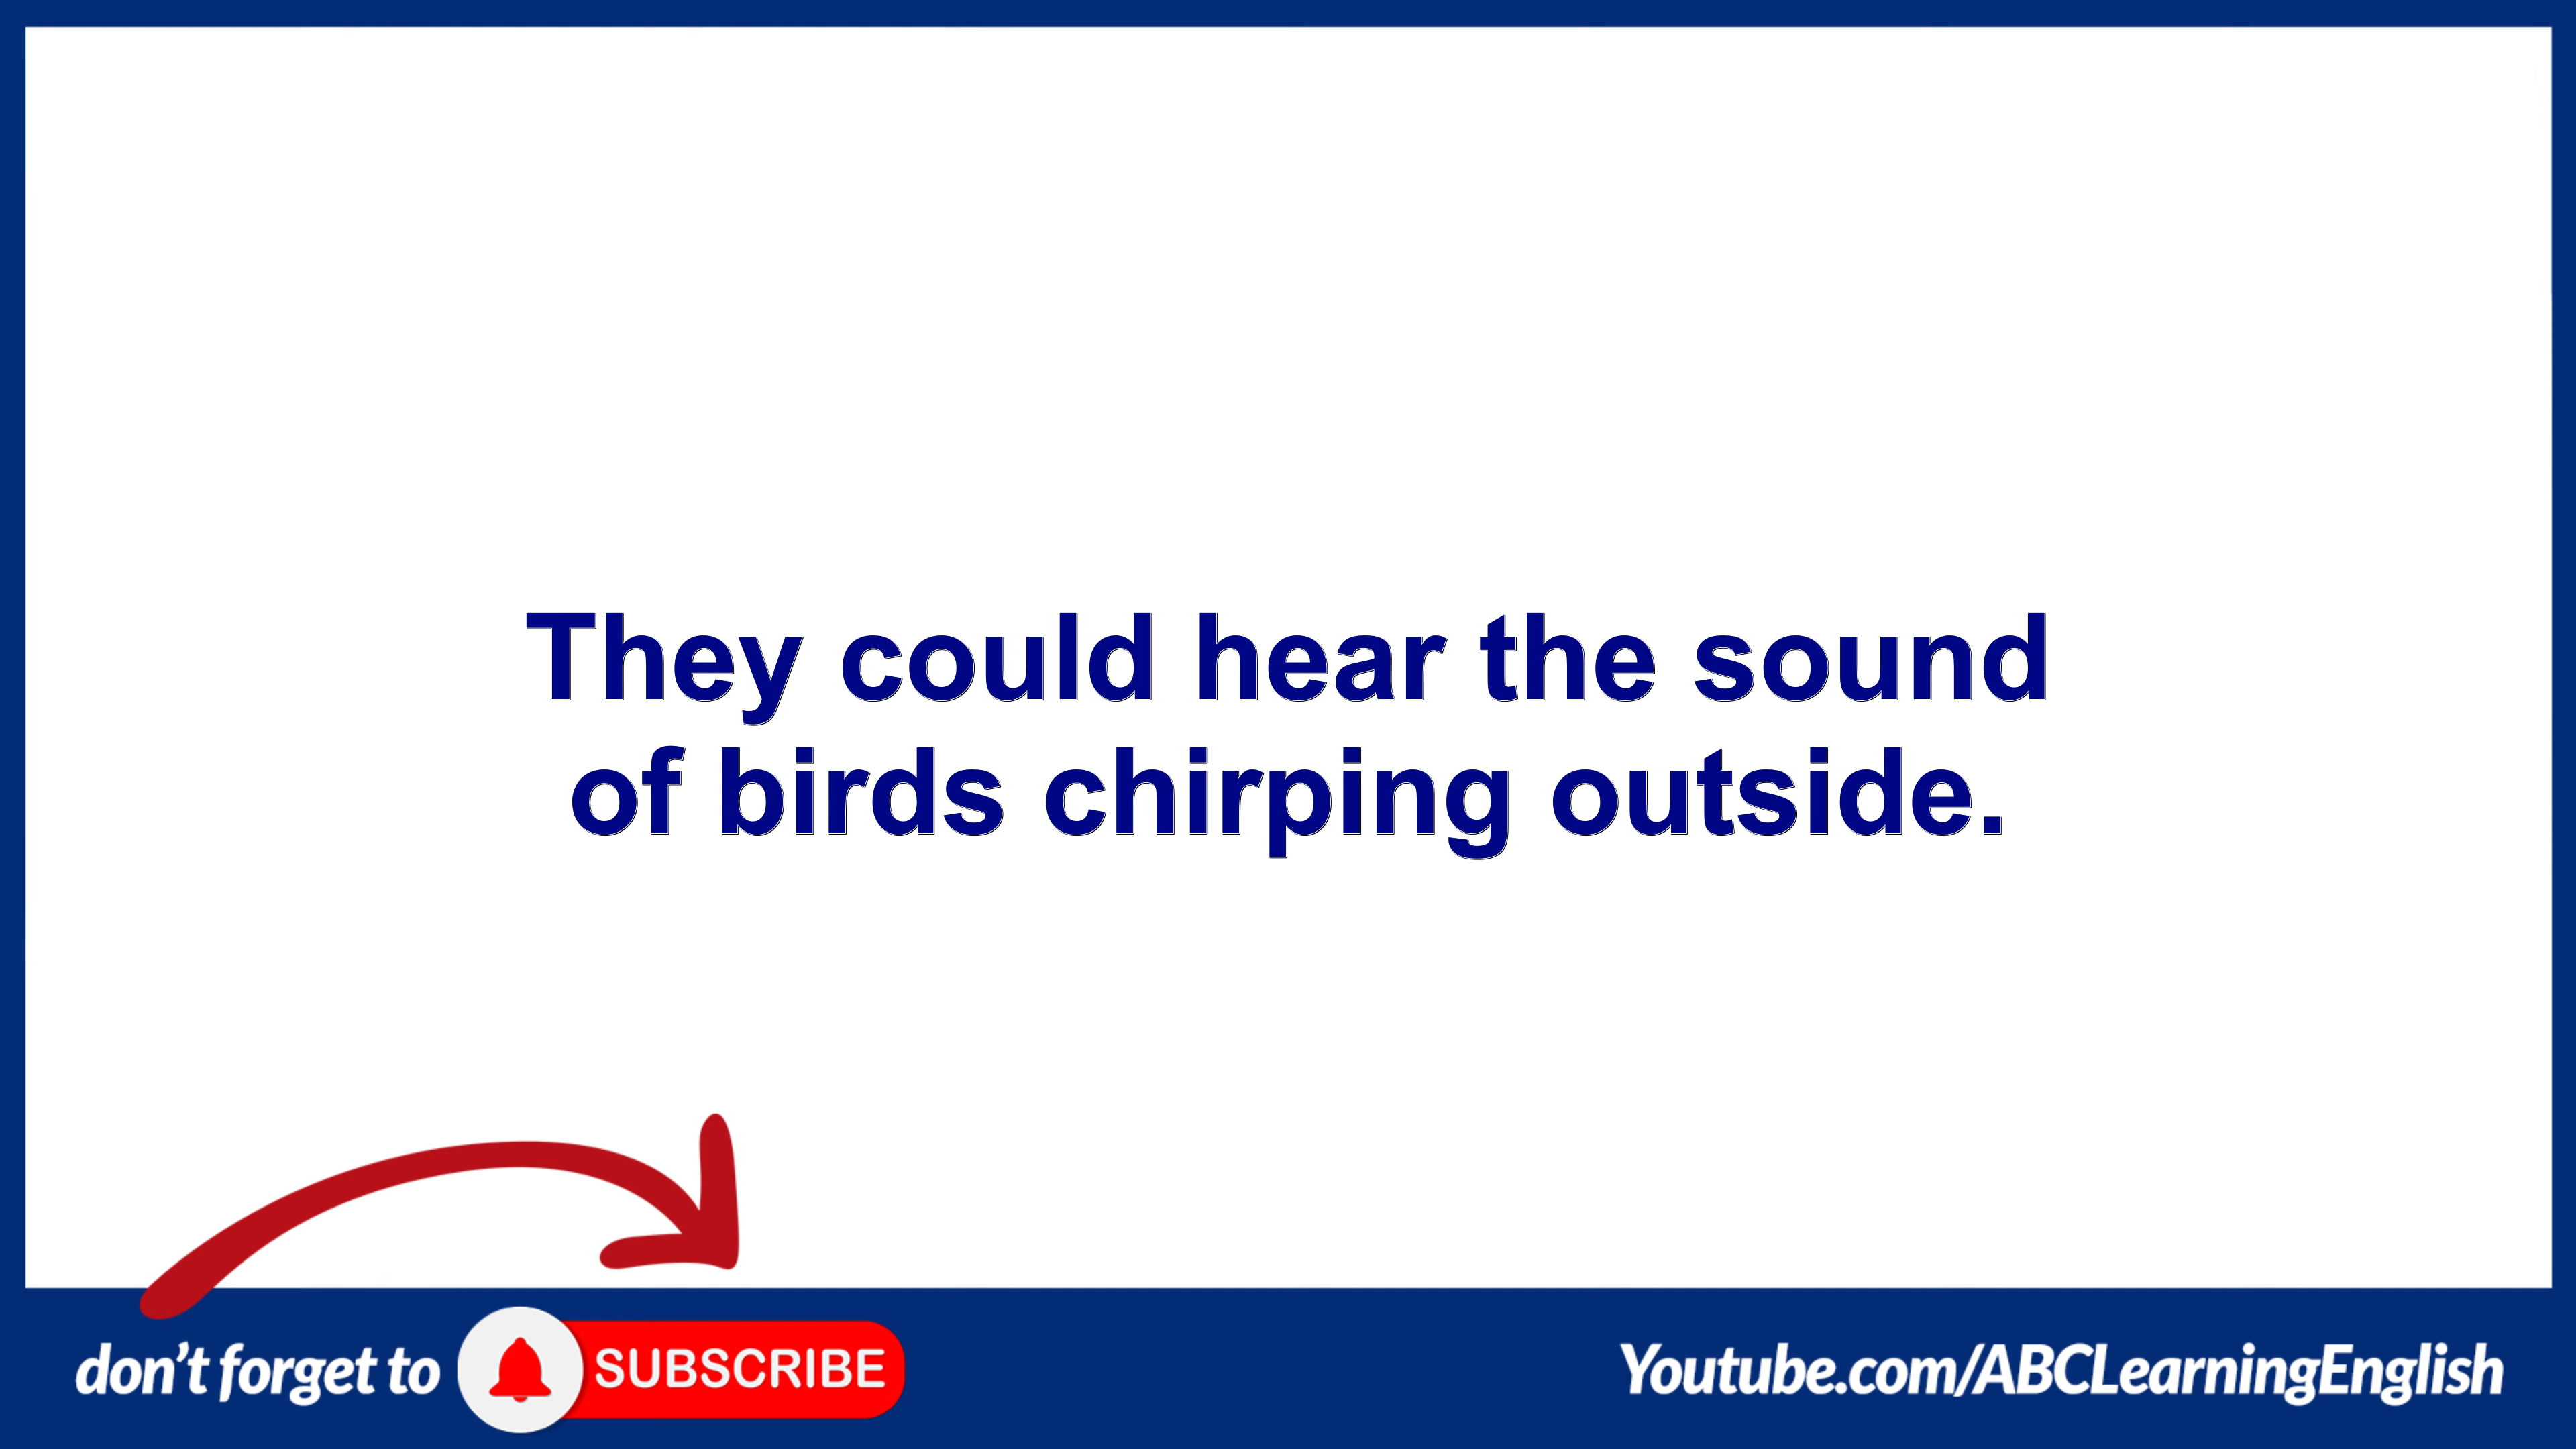 They could hear the sound
of birds chirping outside.
don't forget to SUBSCRIBE
Youtube.com/ABCLearningEnglish